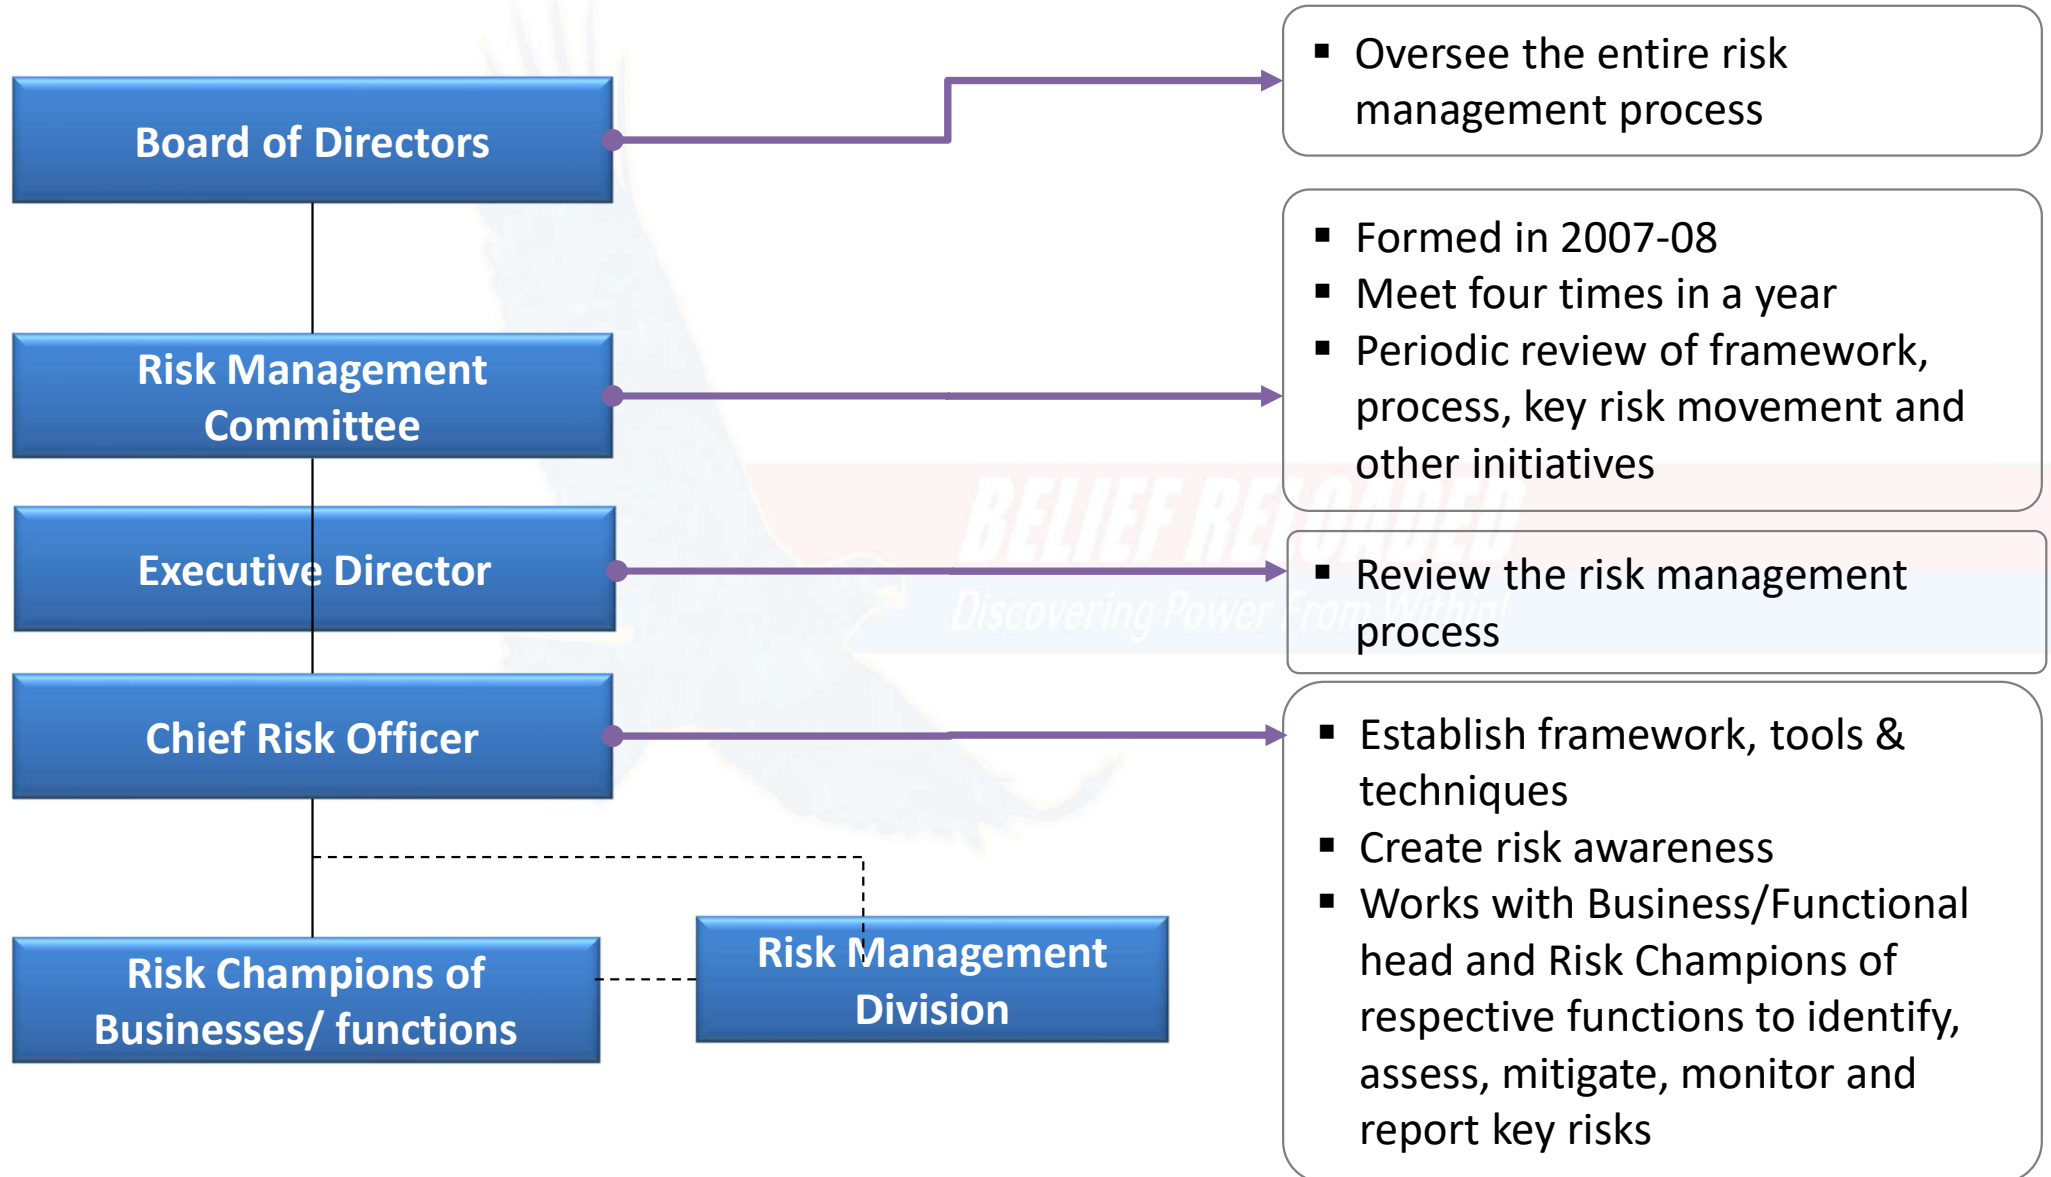 Board of Directors
▪ Oversee the entire risk
management process
Risk Management
Committee
▪ Formed in 2007-08
▪ Meet four times in a year
▪ Periodic review of framework,
process, key risk movement and
other initiatives
BELIEF RELOADED
Discovering Power From Within!
Executive Director
▪ Review the risk management
process
Chief Risk Officer
▪ Establish framework, tools &
techniques
▪ Create risk awareness
▪ Works with Business/Functional
head and Risk Champions of
respective functions to identify,
assess, mitigate, monitor and
report key risks
Risk Champions of
Businesses/ functions
Risk Management
Division